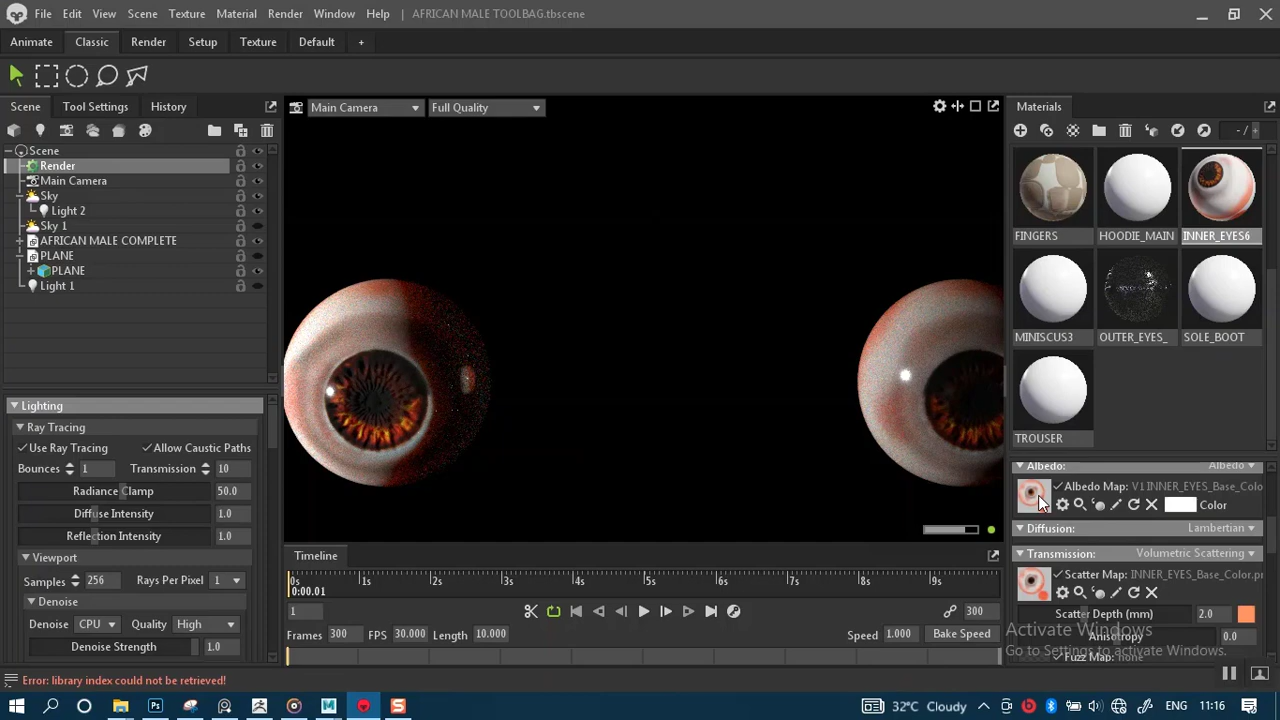 File Edit View Scene Texture Material Render Window Help AFRICAN MALE TOOLBAG.tbscene
Animate Classic Render Setup Texture Default +
Scene Tool Settings History
Main Camera Full Quality
Materials
- / +
Scene
Render
Main Camera
Sky
Light 2
Sky 1
AFRICAN MALE COMPLETE
PLANE
PLANE
Light 1
FINGERS HOODIE_MAIN INNER_EYES6
MINISCUS3 OUTER_EYES_ SOLE_BOOT
TROUSER
Lighting
Ray Tracing
Use Ray Tracing Allow Caustic Paths
Bounces 1 Transmission 10
Radiance Clamp 50.0
Diffuse Intensity 1.0
Reflection Intensity 1.0
Viewport
Samples 256 Rays Per Pixel 1
Denoise
Denoise CPU Quality High
Denoise Strength 1.0
Albedo: Albedo
Albedo Map: V1 INNER_EYES_Base_Colo
Color
Diffusion: Lambertian
Transmission: Volumetric Scattering
Scatter Map: INNER_EYES_Base_Color.pr
Scatter Depth (mm) 2.0
Anisotropy 0.0
Fuzz Map: none
Activate Windows
Go to Settings to activate Windows.
Timeline
0s 1s 2s 3s 4s 5s 6s 7s 8s 9s
0:00.01
1 300
Frames 300 FPS 30.000 Length 10.000 Speed 1.000 Bake Speed
Error: library index could not be retrieved!
32°C Cloudy ENG 11:16